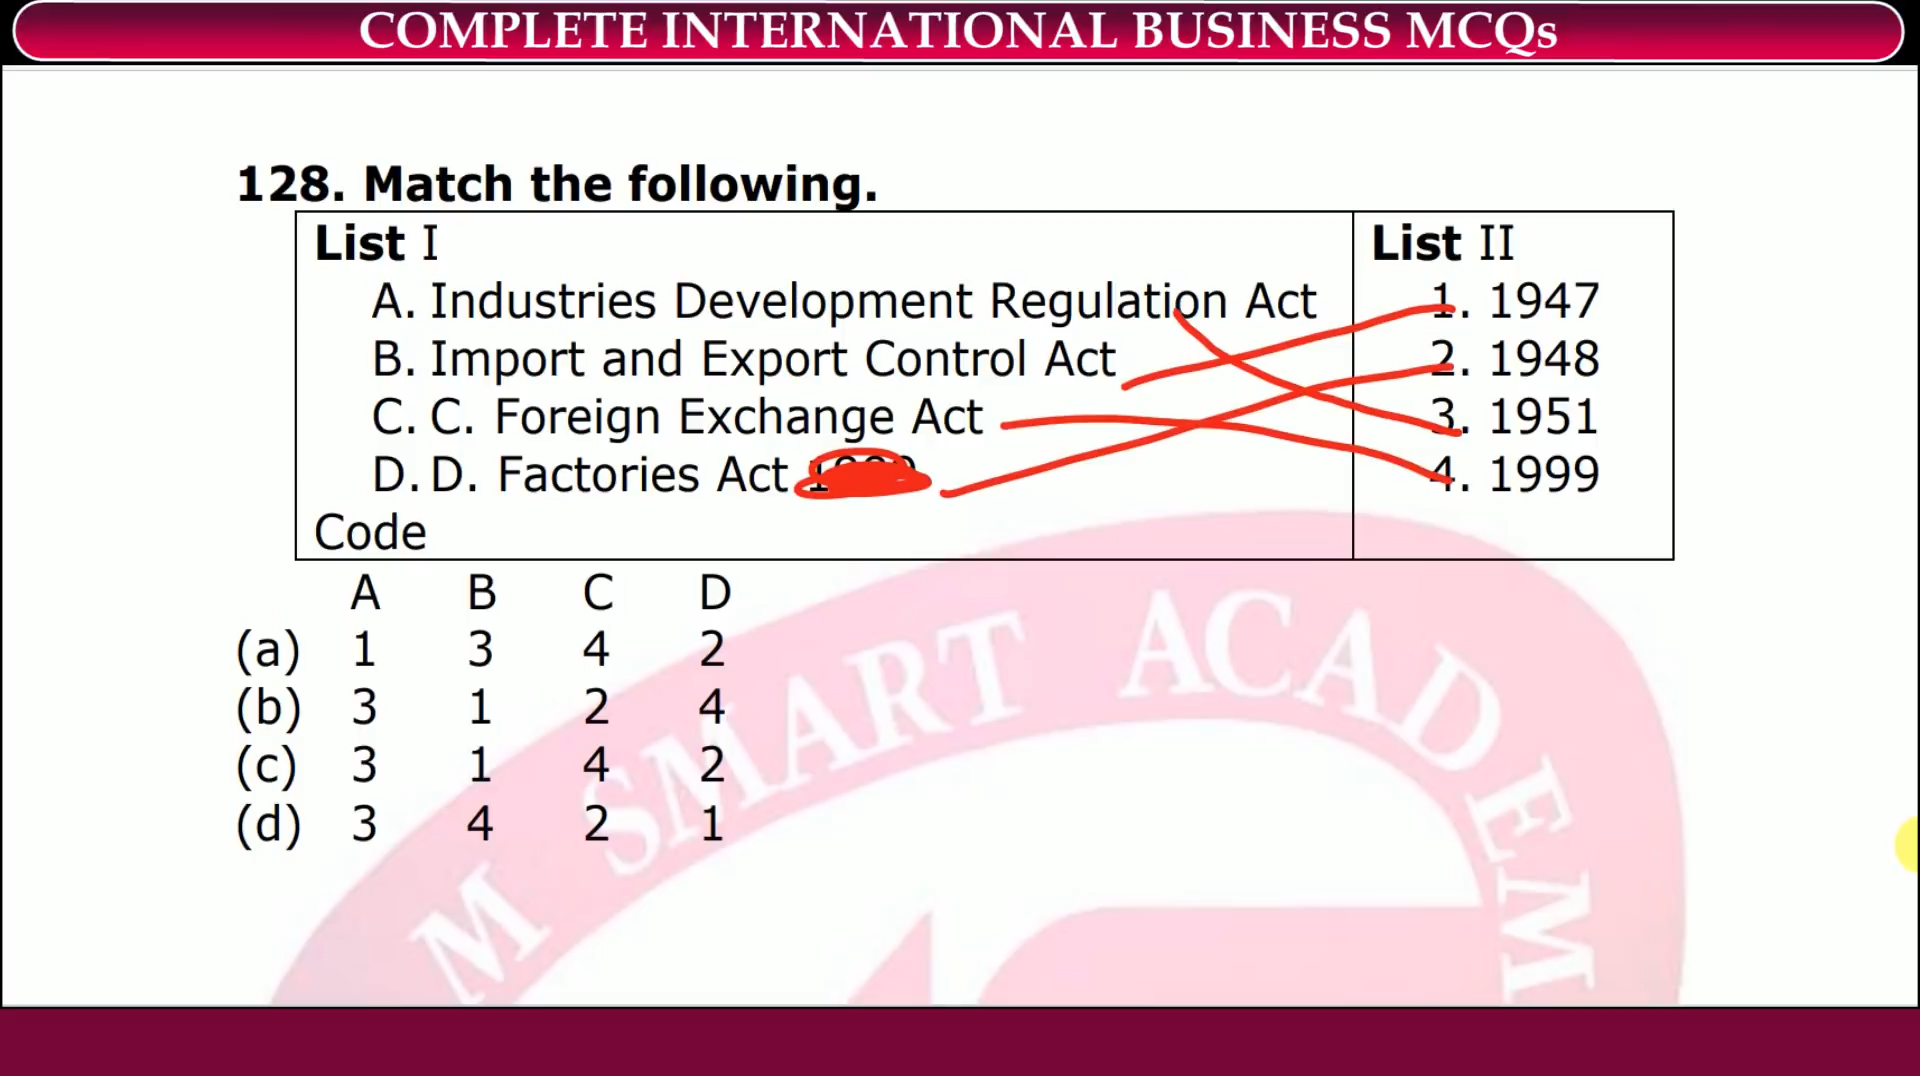 COMPLETE INTERNATIONAL BUSINESS MCQs
128. Match the following.
List I
List II
A. Industries Development Regulation Act
1. 1947
B. Import and Export Control Act
2. 1948
C. C. Foreign Exchange Act
3. 1951
D. D. Factories Act
4. 1999
Code
A B C D
(a) 1 3 4 2
(b) 3 1 2 4
(c) 3 1 4 2
(d) 3 4 2 1
M SMART ACADEM